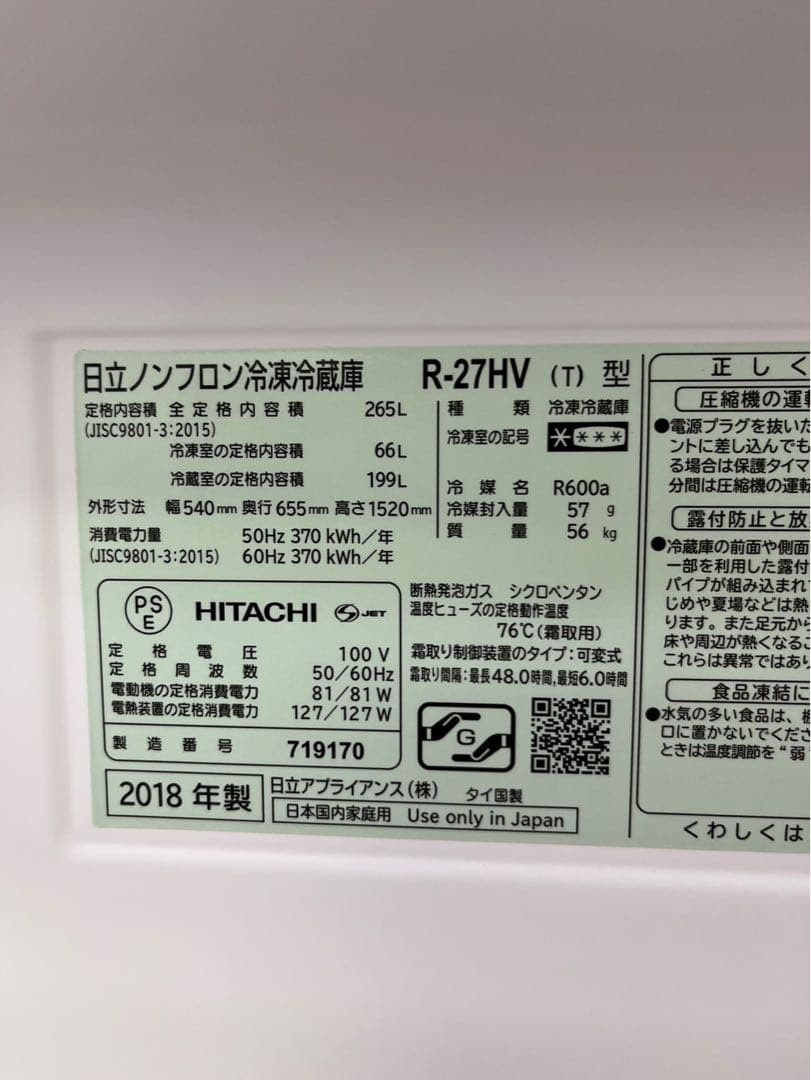 日立ノンフロン冷凍冷蔵庫 R-27HV (T) 型
定格内容積 全定格内容積 265L
(JISC9801-3:2015)
冷凍室の定格内容積 66L
冷蔵室の定格内容積 199L
外形寸法 幅540mm 奥行655mm 高さ1520mm
消費電力量 50Hz 370 kWh/年
(JISC9801-3:2015) 60Hz 370 kWh/年
種類 冷凍冷蔵庫
冷凍室の記号 ****
冷媒名 R600a
冷媒封入量 57 g
質量 56 kg
PS
E
HITACHI S JET
定格電圧 100 V
定格周波数 50/60Hz
電動機の定格消費電力 81/81 W
電熱装置の定格消費電力 127/127 W
製造番号 719170
断熱発泡ガス シクロペンタン
温度ヒューズの定格動作温度
76℃(霜取用)
霜取り制御装置のタイプ:可変式
霜取り間隔:最長48.0時間,最短6.0時間
G
2018 年製
日立アプライアンス(株) タイ国製
日本国内家庭用 Use only in Japan
正しく
圧縮機の運転
●電源プラグを抜いた
ントに差し込んでも
る場合は保護タイマ
分間は圧縮機の運転
露付防止と放
●冷蔵庫の前面や側面
一部を利用した露付
パイプが組み込まれ
じめや夏場などは熱
ります。また足元から
床や周辺が熱くなるこ
これらは異常ではあり
食品凍結に
●水気の多い食品は、
口に置かないでくださ
ときは温度調節を“弱
くわしくは